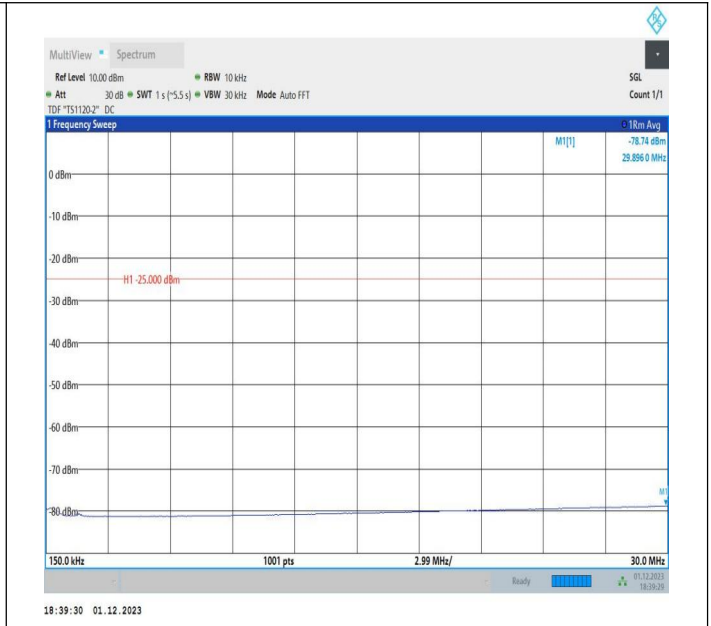 R S
MultiView Spectrum
Ref Level 10.00 dBm RBW 10 kHz SGL
Att 30 dB SWT 1 s (~5.5 s) VBW 30 kHz Mode Auto FFT Count 1/1
TDF "TS1120-2" DC
1 Frequency Sweep 1Rm Avg
M1[1] -78.74 dBm
29.896 0 MHz
0 dBm
-10 dBm
-20 dBm
H1 -25.000 dBm
-30 dBm
-40 dBm
-50 dBm
-60 dBm
-70 dBm
M1
-80 dBm
150.0 kHz 1001 pts 2.99 MHz/ 30.0 MHz
Ready 01.12.2023
18:39:29
18:39:30 01.12.2023